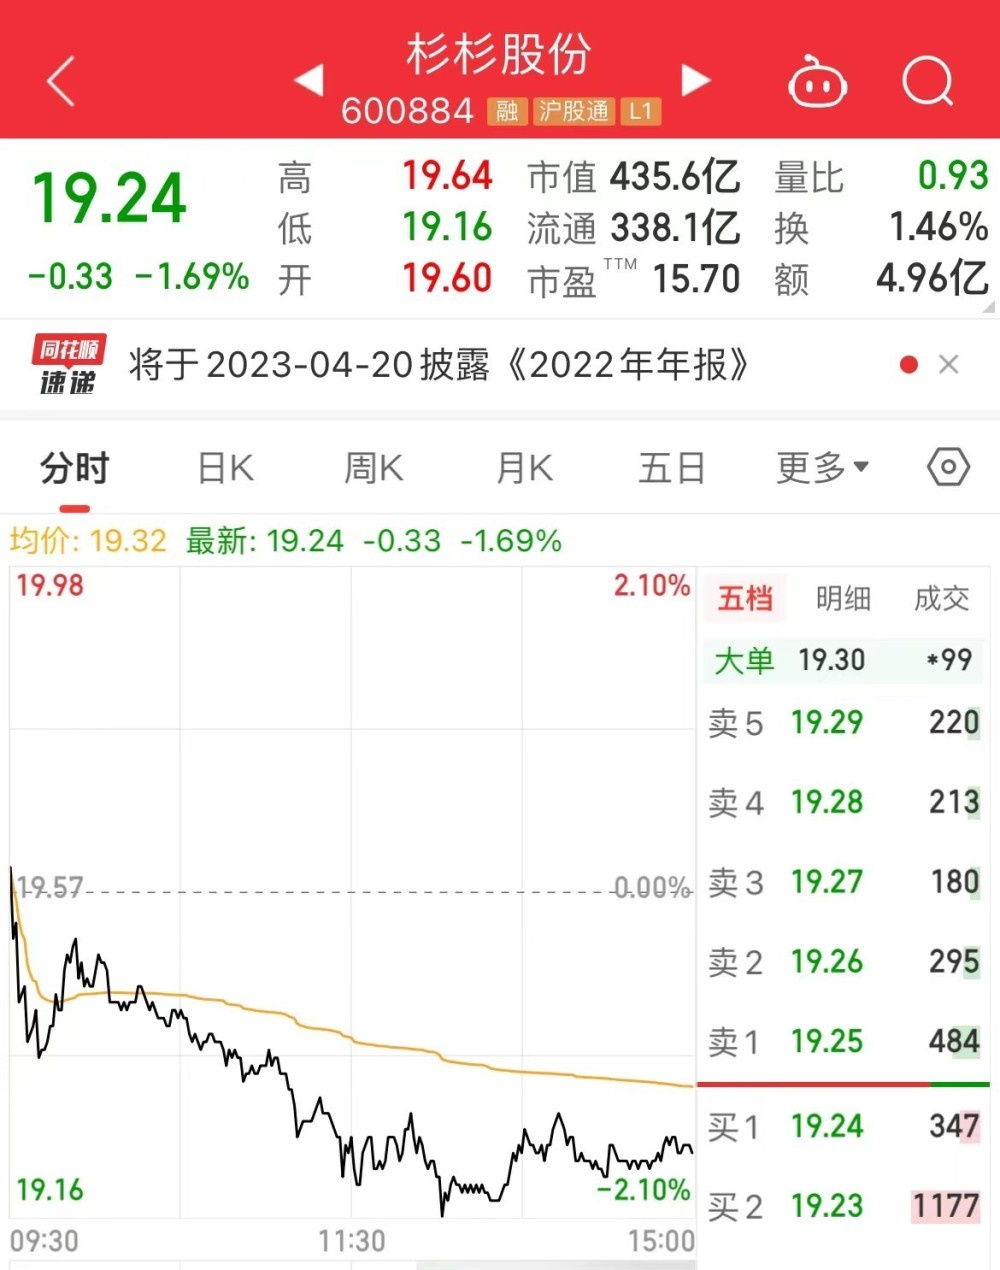 杉杉股份
600884 融 沪股通 L1
19.24 高 19.64 市值 435.6亿 量比 0.93
低 19.16 流通 338.1亿 换 1.46%
-0.33 -1.69% 开 19.60 市盈TTM 15.70 额 4.96亿
同花顺
速递
将于2023-04-20披露《2022年年报》
分时 日K 周K 月K 五日 更多
均价: 19.32 最新: 19.24 -0.33 -1.69%
19.98 2.10%
19.57 0.00%
19.16 -2.10%
09:30 11:30 15:00
五档 明细 成交
大单 19.30 *99
卖5 19.29 220
卖4 19.28 213
卖3 19.27 180
卖2 19.26 295
卖1 19.25 484
买1 19.24 347
买2 19.23 1177